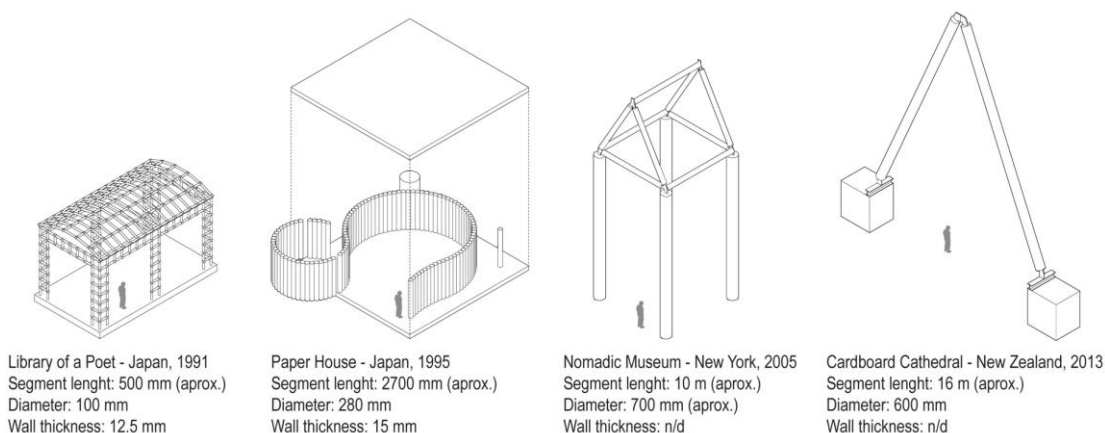 Library of a Poet - Japan, 1991
Segment lenght: 500 mm (aprox.)
Diameter: 100 mm
Wall thickness: 12.5 mm
Paper House - Japan, 1995
Segment lenght: 2700 mm (aprox.)
Diameter: 280 mm
Wall thickness: 15 mm
Nomadic Museum - New York, 2005
Segment lenght: 10 m (aprox.)
Diameter: 700 mm (aprox.)
Wall thickness: n/d
Cardboard Cathedral - New Zealand, 2013
Segment lenght: 16 m (aprox.)
Diameter: 600 mm
Wall thickness: n/d